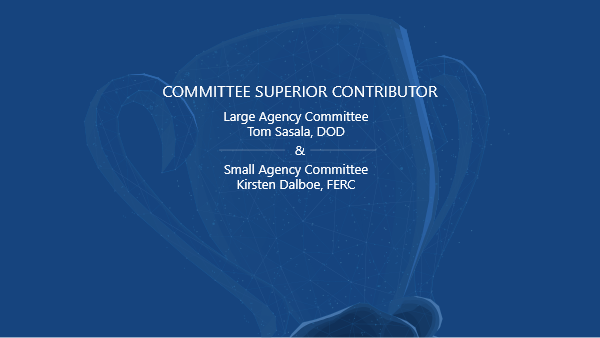 COMMITTEE SUPERIOR CONTRIBUTOR
Large Agency Committee
Tom Sasala, DOD
&
Small Agency Committee
Kirsten Dalboe, FERC